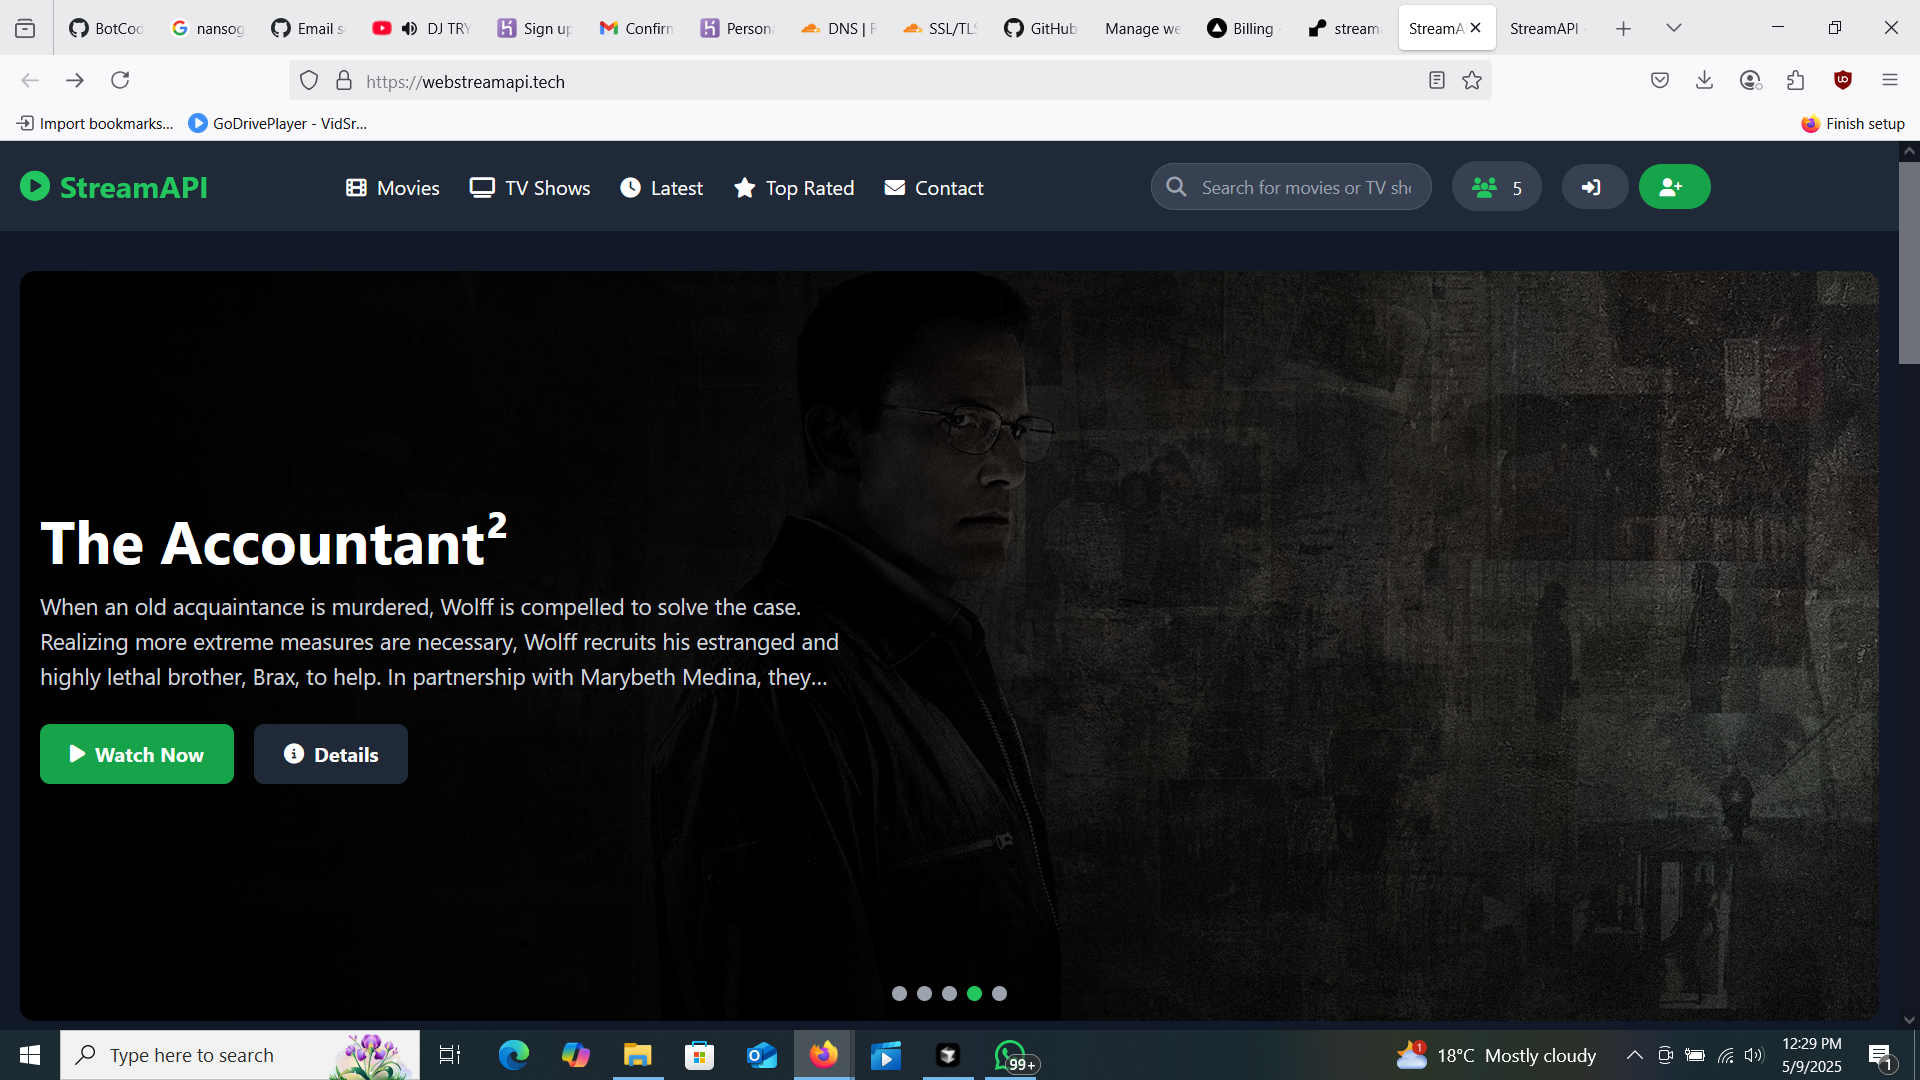 BotCod
nansog
Email s
DJ TRY
Sign up
Confirm
Person
DNS | R
SSL/TLS
GitHub
Manage we
Billing
stream
StreamA
StreamAPI
https://webstreamapi.tech
Import bookmarks...
GoDrivePlayer - VidSr...
Finish setup
StreamAPI
Movies
TV Shows
Latest
Top Rated
Contact
Search for movies or TV sh
5
The Accountant²
When an old acquaintance is murdered, Wolff is compelled to solve the case.
Realizing more extreme measures are necessary, Wolff recruits his estranged and
highly lethal brother, Brax, to help. In partnership with Marybeth Medina, they...
Watch Now
Details
Type here to search
99+
1
18°C Mostly cloudy
12:29 PM
5/9/2025
1